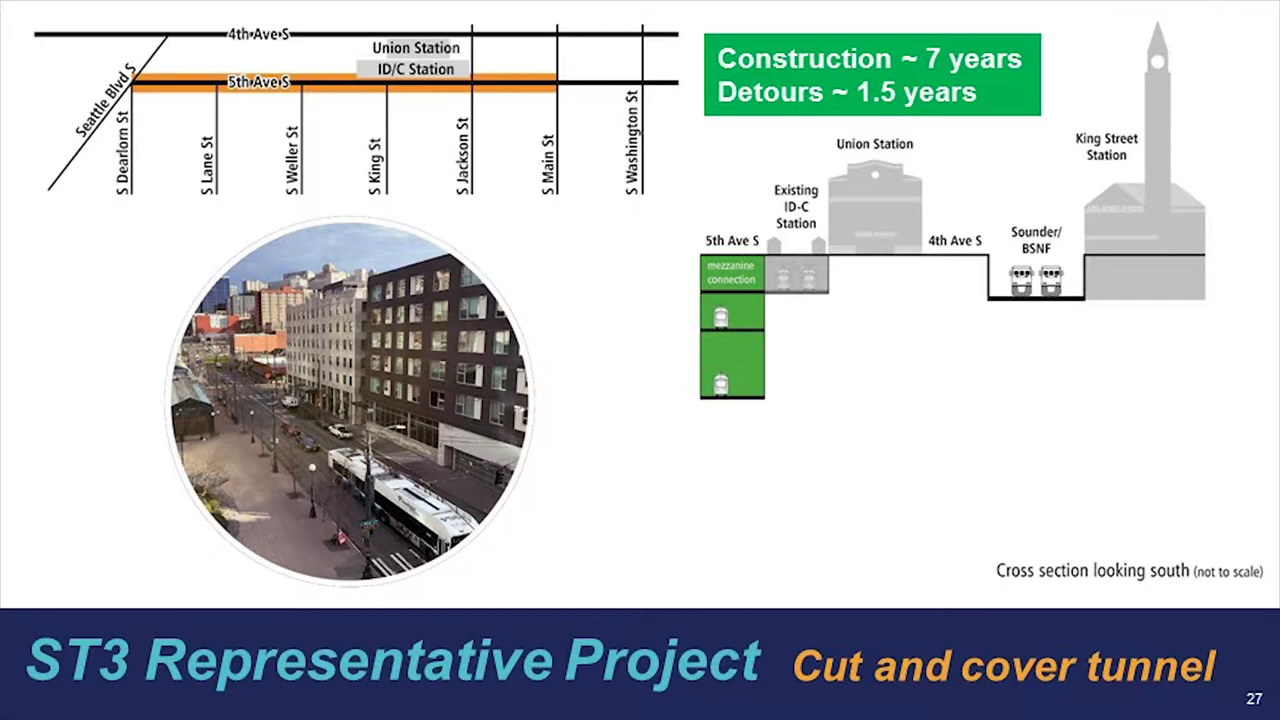 4th Ave S
Union Station
ID/C Station
5th Ave S
Seattle Blvd S
S Dearlorn St
S Lane St
S Weller St
S King St
S Jackson St
S Main St
S Washington St
Construction ~ 7 years
Detours ~ 1.5 years
Union Station
King Street
Station
Existing
ID-C
Station
5th Ave S
4th Ave S
Sounder/
BSNF
mezzanine
connection
Cross section looking south (not to scale)
ST3 Representative Project Cut and cover tunnel
27